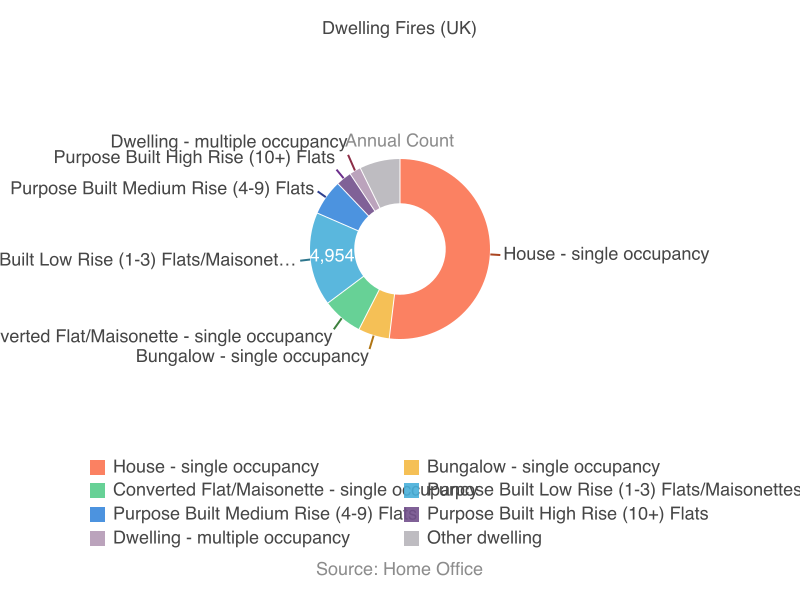 Dwelling Fires (UK)
Annual Count
Dwelling - multiple occupancy
Purpose Built High Rise (10+) Flats
Purpose Built Medium Rise (4-9) Flats
Built Low Rise (1-3) Flats/Maisonet…
4,954
House - single occupancy
verted Flat/Maisonette - single occupancy
Bungalow - single occupancy
House - single occupancy
Bungalow - single occupancy
Converted Flat/Maisonette - single occupancy
Purpose Built Low Rise (1-3) Flats/Maisonettes
Purpose Built Medium Rise (4-9) Flats
Purpose Built High Rise (10+) Flats
Dwelling - multiple occupancy
Other dwelling
Source: Home Office